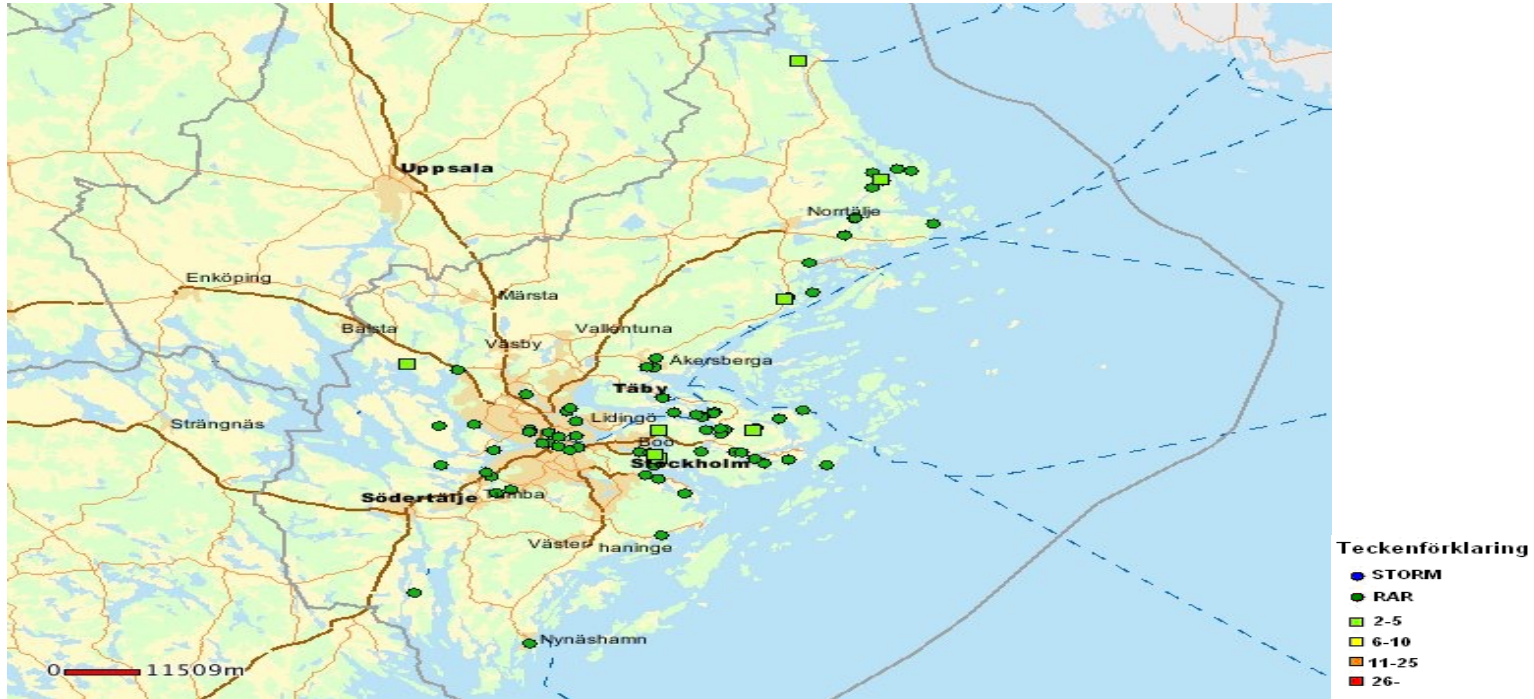 Uppsala
Norrtälje
Enköping
Märsta
Bålsta
Vallentuna
Väsby
Åkersberga
Täby
Strängnäs
Lidingö
Boo
Stockholm
Södertälje
Tumba
Väster haninge
Nynäshamn
0 11509m
Teckenförklaring
STORM
RAR
2-5
6-10
11-25
26-